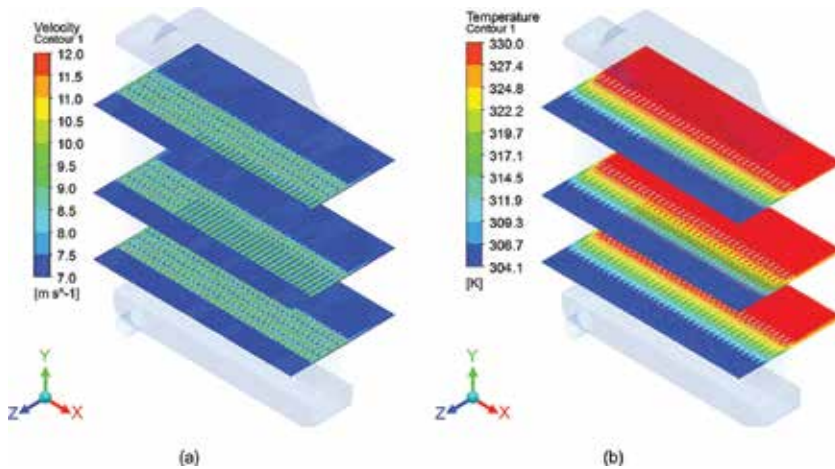 Velocity
Contour 1
12.0
11.5
11.0
10.5
10.0
9.5
9.0
8.5
8.0
7.5
7.0
[m s^-1]
Y
Z
X
(a)
Temperature
Contour 1
330.0
327.4
324.8
322.2
319.7
317.1
314.5
311.9
309.3
306.7
304.1
[K]
Y
Z
X
(b)